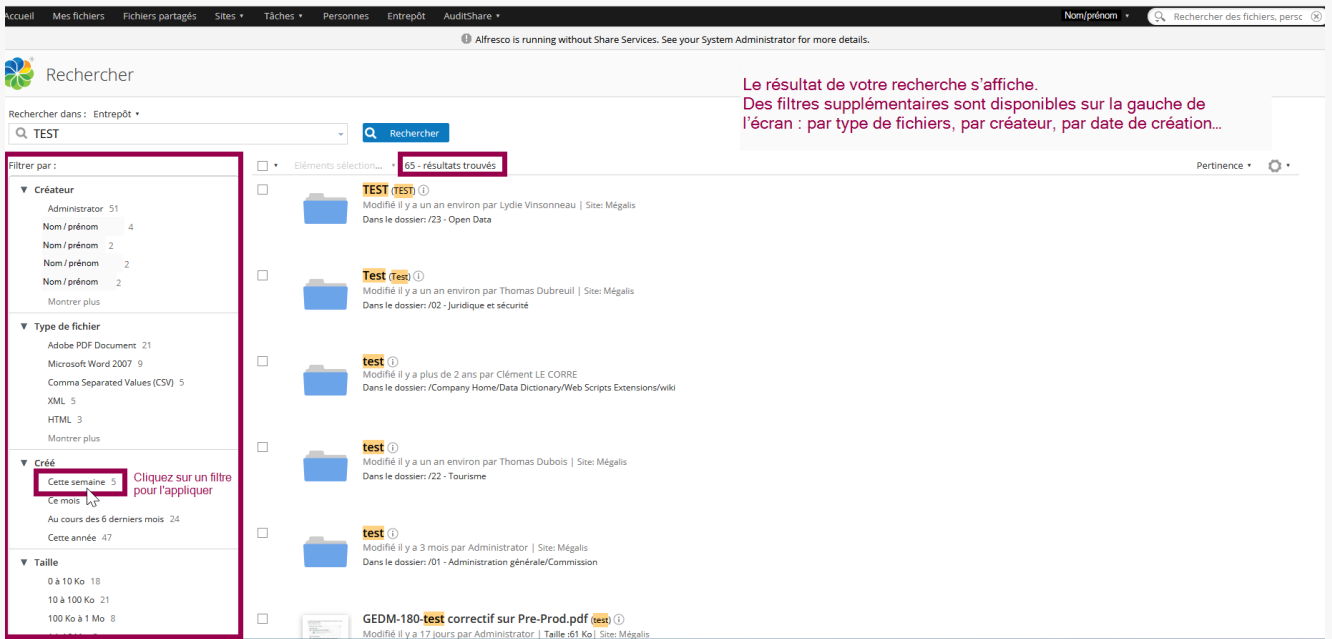 Accueil Mes fichiers Fichiers partagés Sites Tâches Personnes Entrepôt AuditShare Nom/prénom Rechercher des fichiers, persc
Alfresco is running without Share Services. See your System Administrator for more details.
Rechercher
Le résultat de votre recherche s'affiche.
Des filtres supplémentaires sont disponibles sur la gauche de
l'écran : par type de fichiers, par créateur, par date de création...
Rechercher dans : Entrepôt
TEST Rechercher
Filtrer par :
Eléments sélection... 65 - résultats trouvés Pertinence
Créateur
Administrator 51
Nom / prénom 4
Nom / prénom 2
Nom / prénom 2
Nom / prénom 2
Montrer plus
Type de fichier
Adobe PDF Document 21
Microsoft Word 2007 9
Comma Separated Values (CSV) 5
XML 5
HTML 3
Montrer plus
Créé
Cette semaine 5
Cliquez sur un filtre
pour l'appliquer
Ce mois
Au cours des 6 derniers mois 24
Cette année 47
Taille
0 à 10 Ko 18
10 à 100 Ko 21
100 Ko à 1 Mo 8
TEST (TEST)
Modifié il y a un an environ par Lydie Vinsonneau | Site: Mégalis
Dans le dossier: /23 - Open Data
Test (Test)
Modifié il y a un an environ par Thomas Dubreuil | Site: Mégalis
Dans le dossier: /02 - Juridique et sécurité
test
Modifié il y a plus de 2 ans par Clément LE CORRE
Dans le dossier: /Company Home/Data Dictionary/Web Scripts Extensions/wiki
test
Modifié il y a un an environ par Thomas Dubois | Site: Mégalis
Dans le dossier: /22 - Tourisme
test
Modifié il y a 3 mois par Administrator | Site: Mégalis
Dans le dossier: /01 - Administration générale/Commission
GEDM-180-test correctif sur Pre-Prod.pdf (test)
Modifié il y a 17 jours par Administrator | Taille :61 Ko| Site: Mégalis